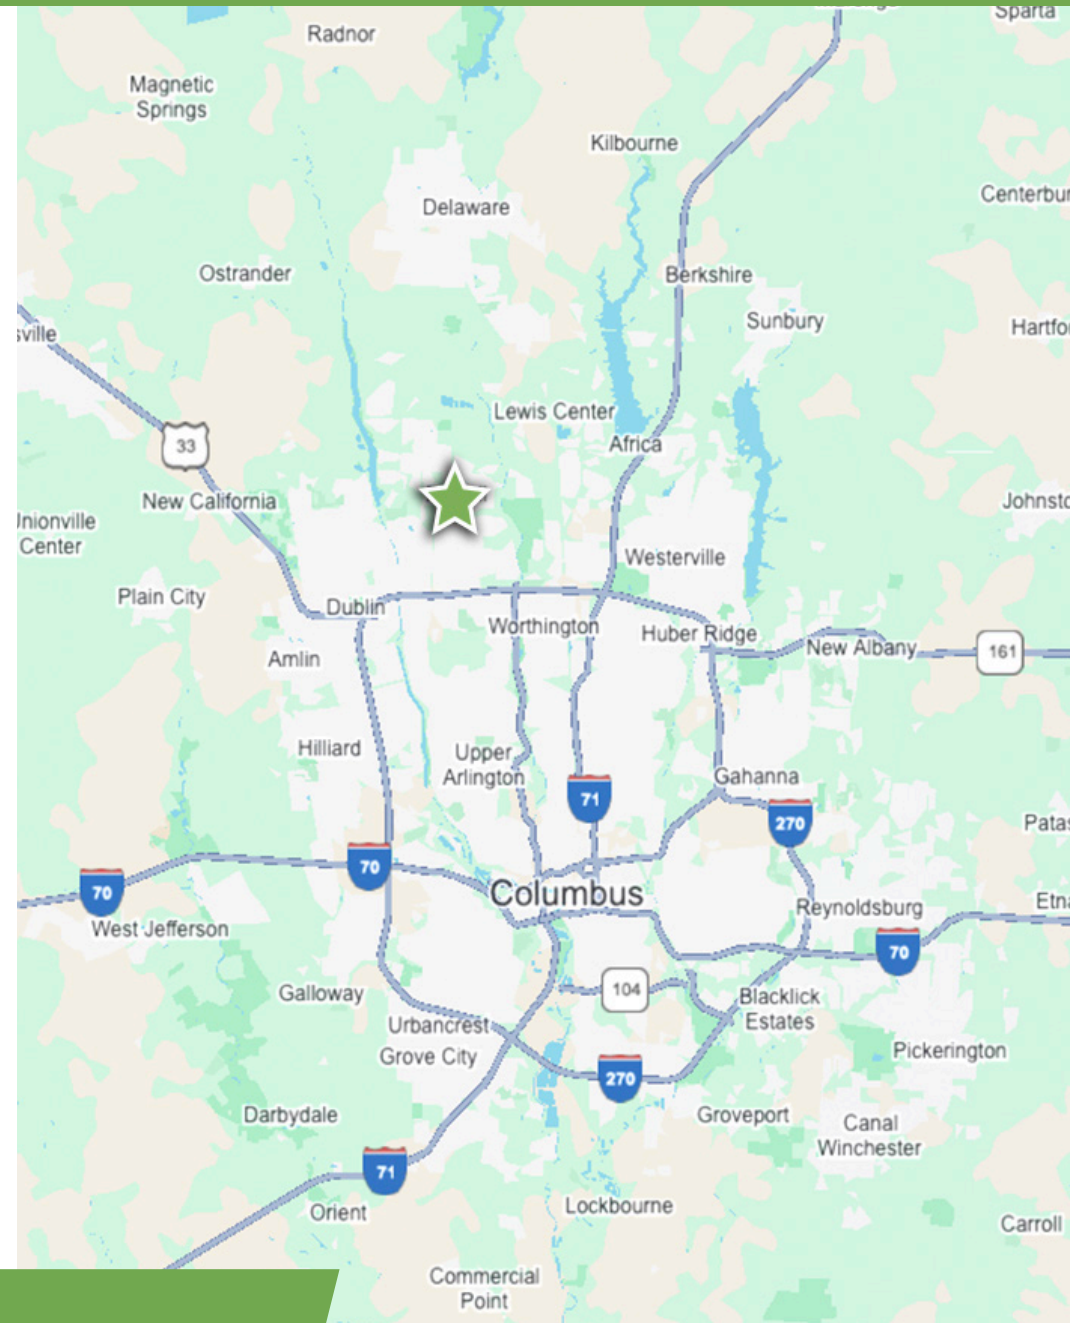 Sparta
Radnor
Magnetic
Springs
Kilbourne
Centerbur
Delaware
Ostrander
Berkshire
Sunbury
sville
Hartfo
Lewis Center
Africa
33
New California
Johnsto
Unionville
Center
Westerville
Plain City
Dublin
Worthington
Huber Ridge
New Albany
161
Amlin
Hilliard
Upper
Arlington
Gahanna
71
270
Patas
70
70
Columbus
Reynoldsburg
Etna
West Jefferson
70
Galloway
104
Blacklick
Estates
Urbancrest
Grove City
Pickerington
270
Darbydale
Groveport
Canal
Winchester
71
Orient
Lockbourne
Carroll
Commercial
Point